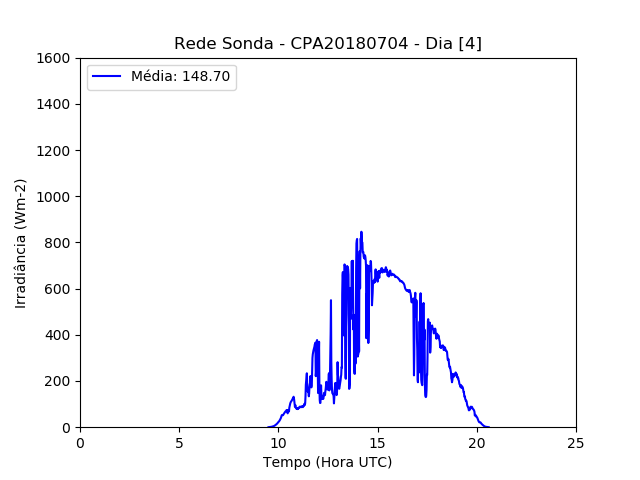 Rede Sonda - CPA20180704 - Dia [4]
Média: 148.70
Irradiância (Wm-2)
1600
1400
1200
1000
800
600
400
200
0
0 5 10 15 20 25
Tempo (Hora UTC)